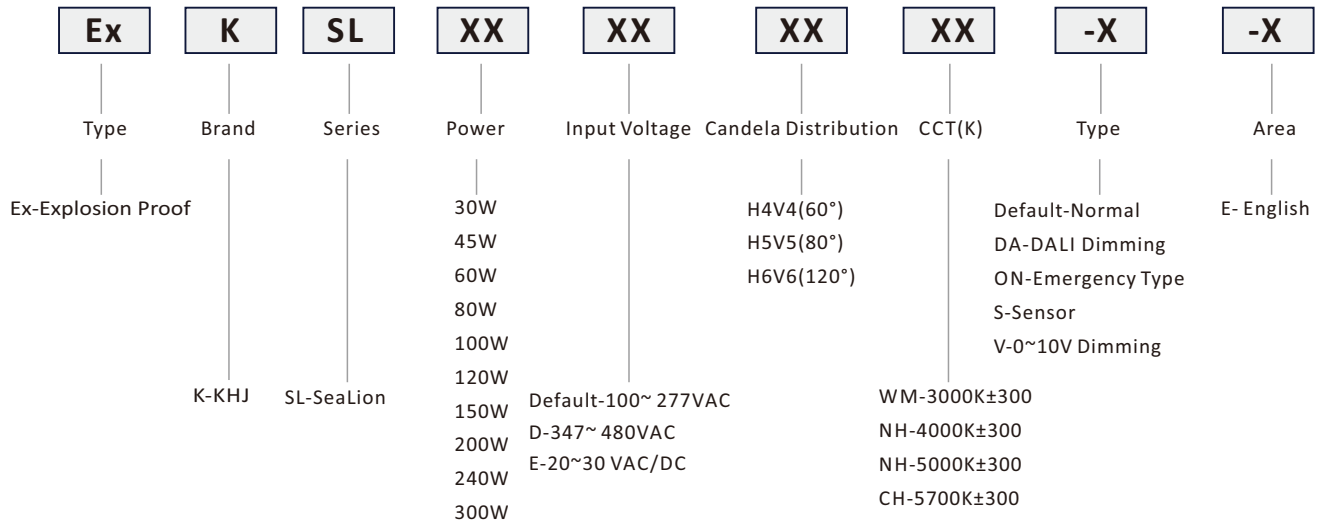 Ex K SL XX XX XX XX -X -X
Type Brand Series Power Input Voltage Candela Distribution CCT(K) Type Area
Ex-Explosion Proof
K-KHJ
SL-SeaLion
30W
45W
60W
80W
100W
120W
150W
200W
240W
300W
Default-100~ 277VAC
D-347~ 480VAC
E-20~30 VAC/DC
H4V4(60°)
H5V5(80°)
H6V6(120°)
WM-3000K±300
NH-4000K±300
NH-5000K±300
CH-5700K±300
Default-Normal
DA-DALI Dimming
ON-Emergency Type
S-Sensor
V-0~10V Dimming
E- English